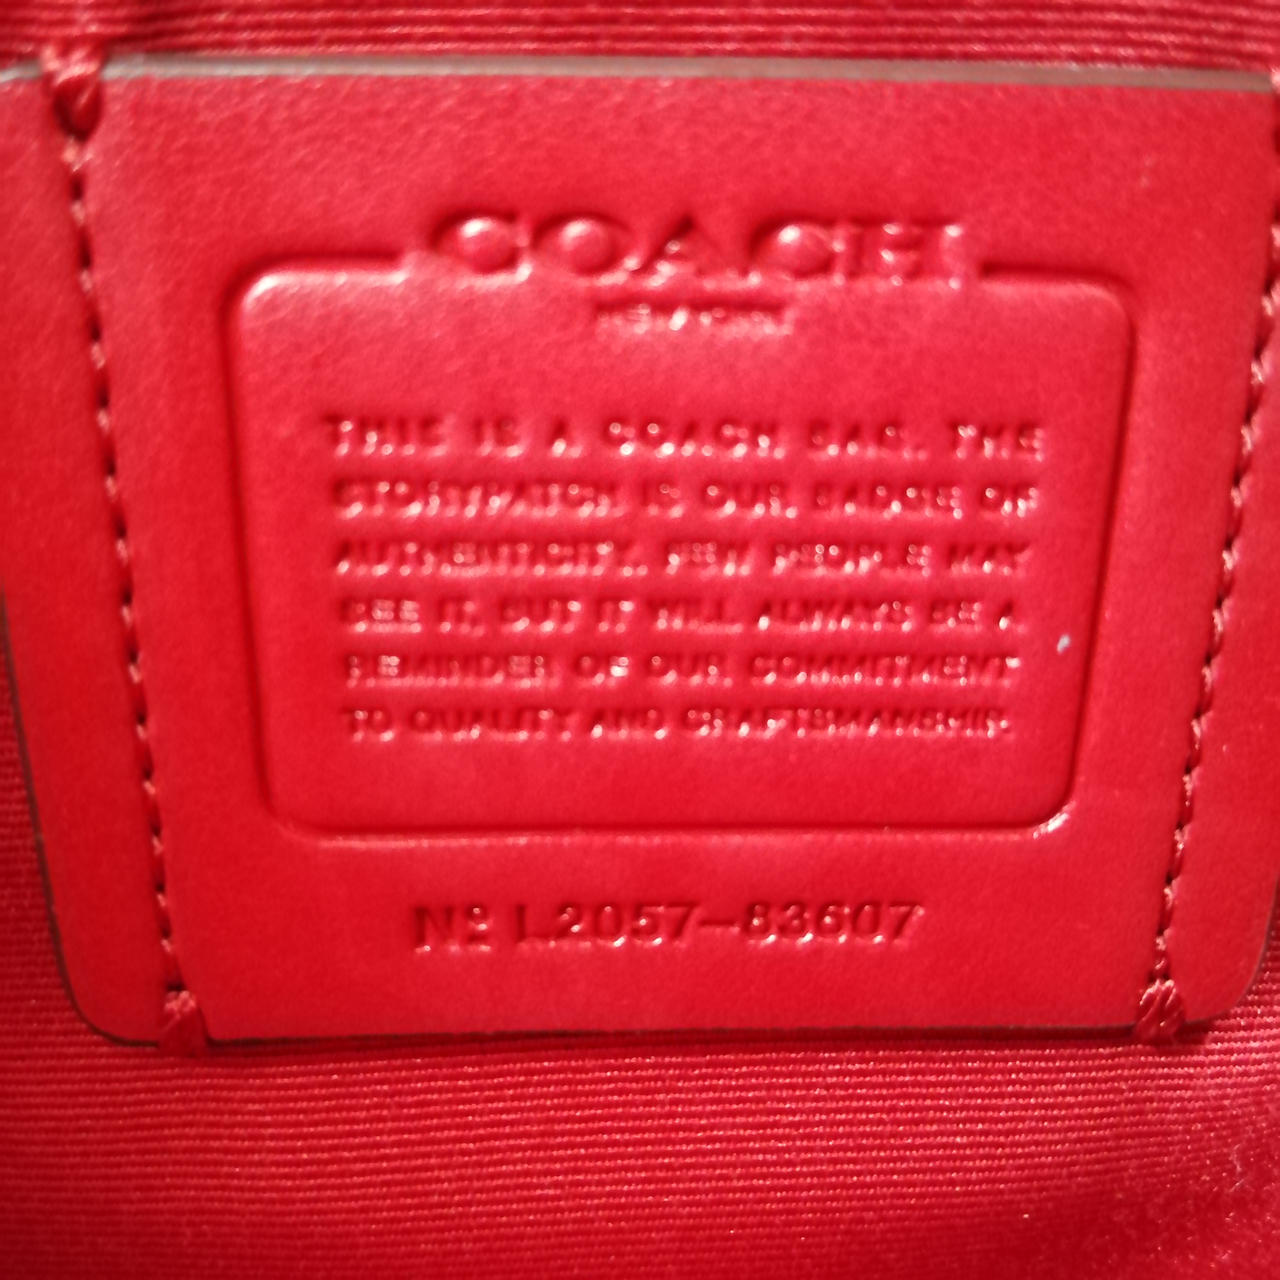 COACH
NEW YORK
THIS IS A COACH BAG. THE
STORYPATCH IS OUR BADGE OF
AUTHENTICITY. FEW PEOPLE MAY
SEE IT, BUT IT WILL ALWAYS BE A
REMINDER OF OUR COMMITMENT
TO QUALITY AND CRAFTSMANSHIP.
Nº L2057-83607